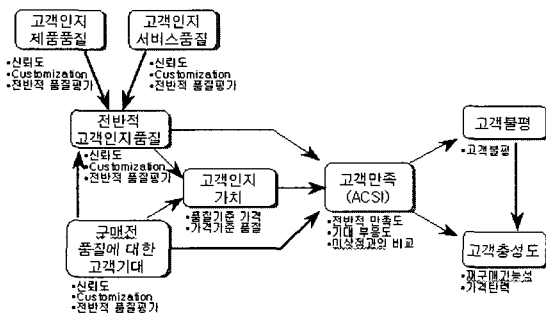 고객인지
제품품질
고객인지
서비스품질
•신뢰도
•Customization
•전반적 품질평가
•신뢰도
•Customization
•전반적 품질평가
전반적
고객인지품질
•신뢰도
•Customization
•전반적 품질평가
고객인지
가치
•품질기준 가격
•가격기준 품질
구매전
품질에 대한
고객기대
•신뢰도
•Customization
•전반적 품질평가
고객만족
(ACSI)
•전반적 만족도
•기대 부응도
•이상적과의 비교
고객불평
•고객불평
고객충성도
•재구매가능성
•가격탄력